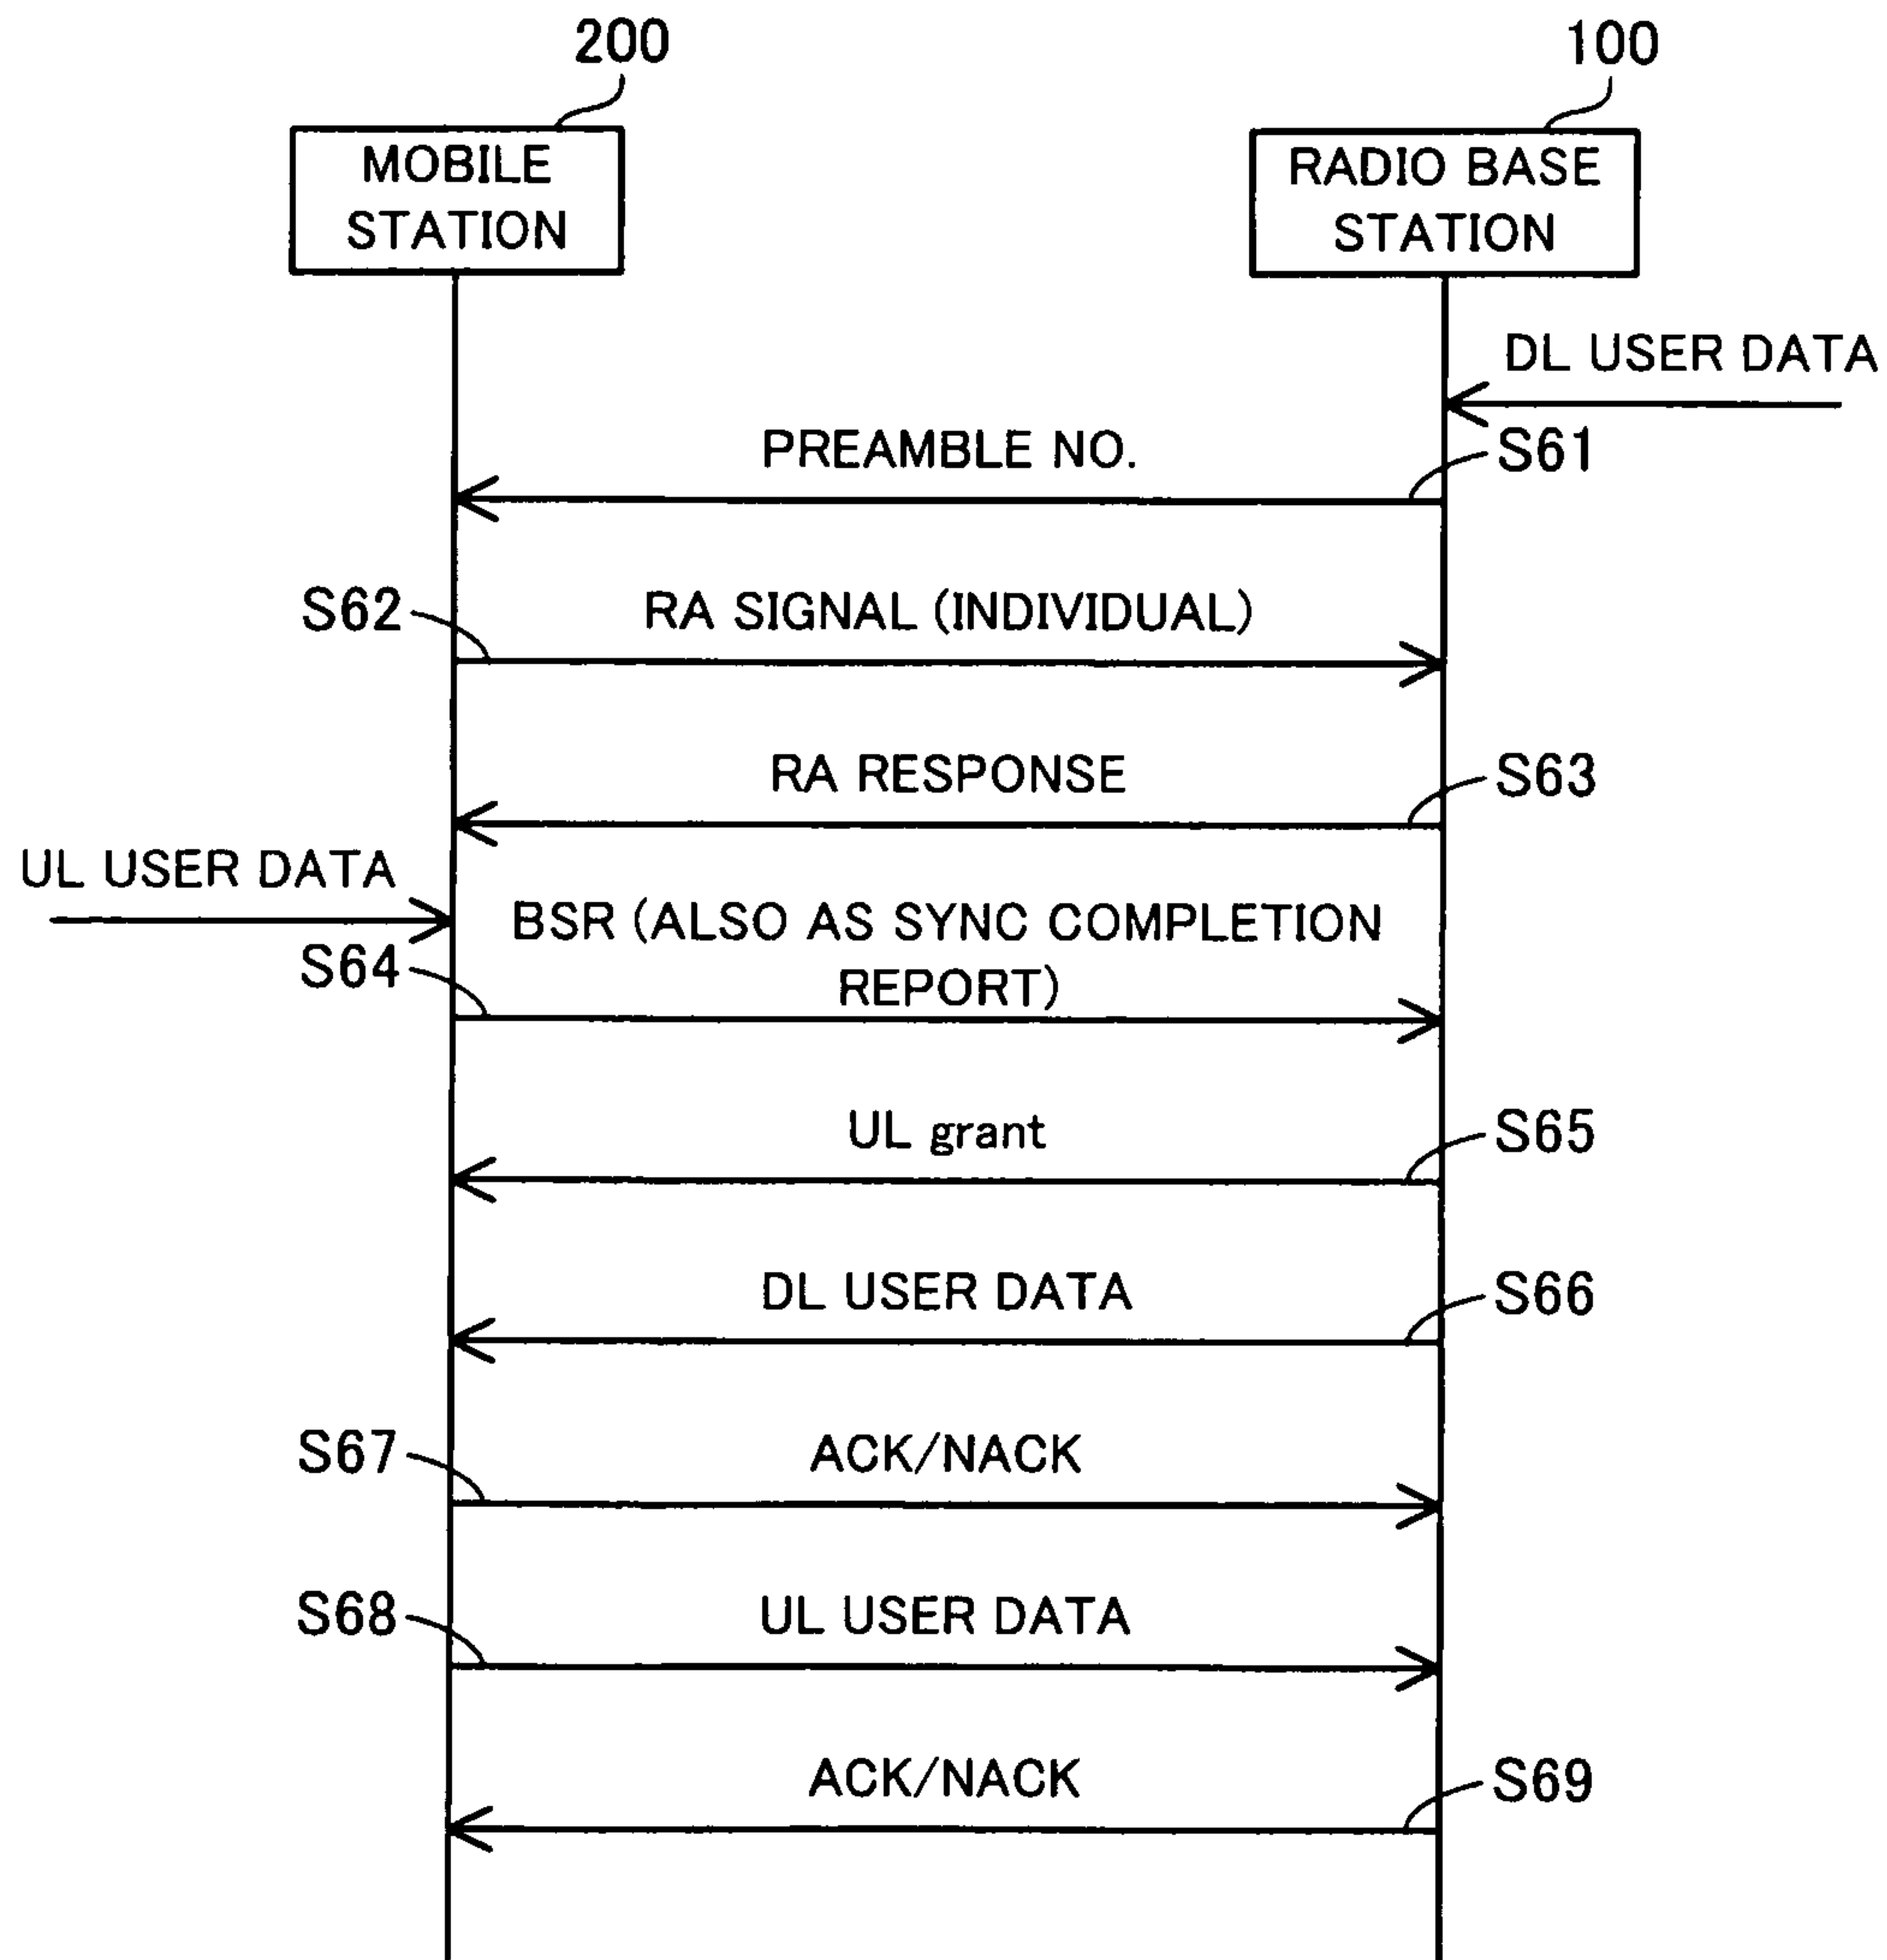 200
100
MOBILE
STATION
RADIO BASE
STATION
DL USER DATA
PREAMBLE NO.
S61
S62
RA SIGNAL (INDIVIDUAL)
RA RESPONSE
S63
UL USER DATA
BSR (ALSO AS SYNC COMPLETION
REPORT)
S64
UL grant
S65
DL USER DATA
S66
S67
ACK/NACK
S68
UL USER DATA
ACK/NACK
S69